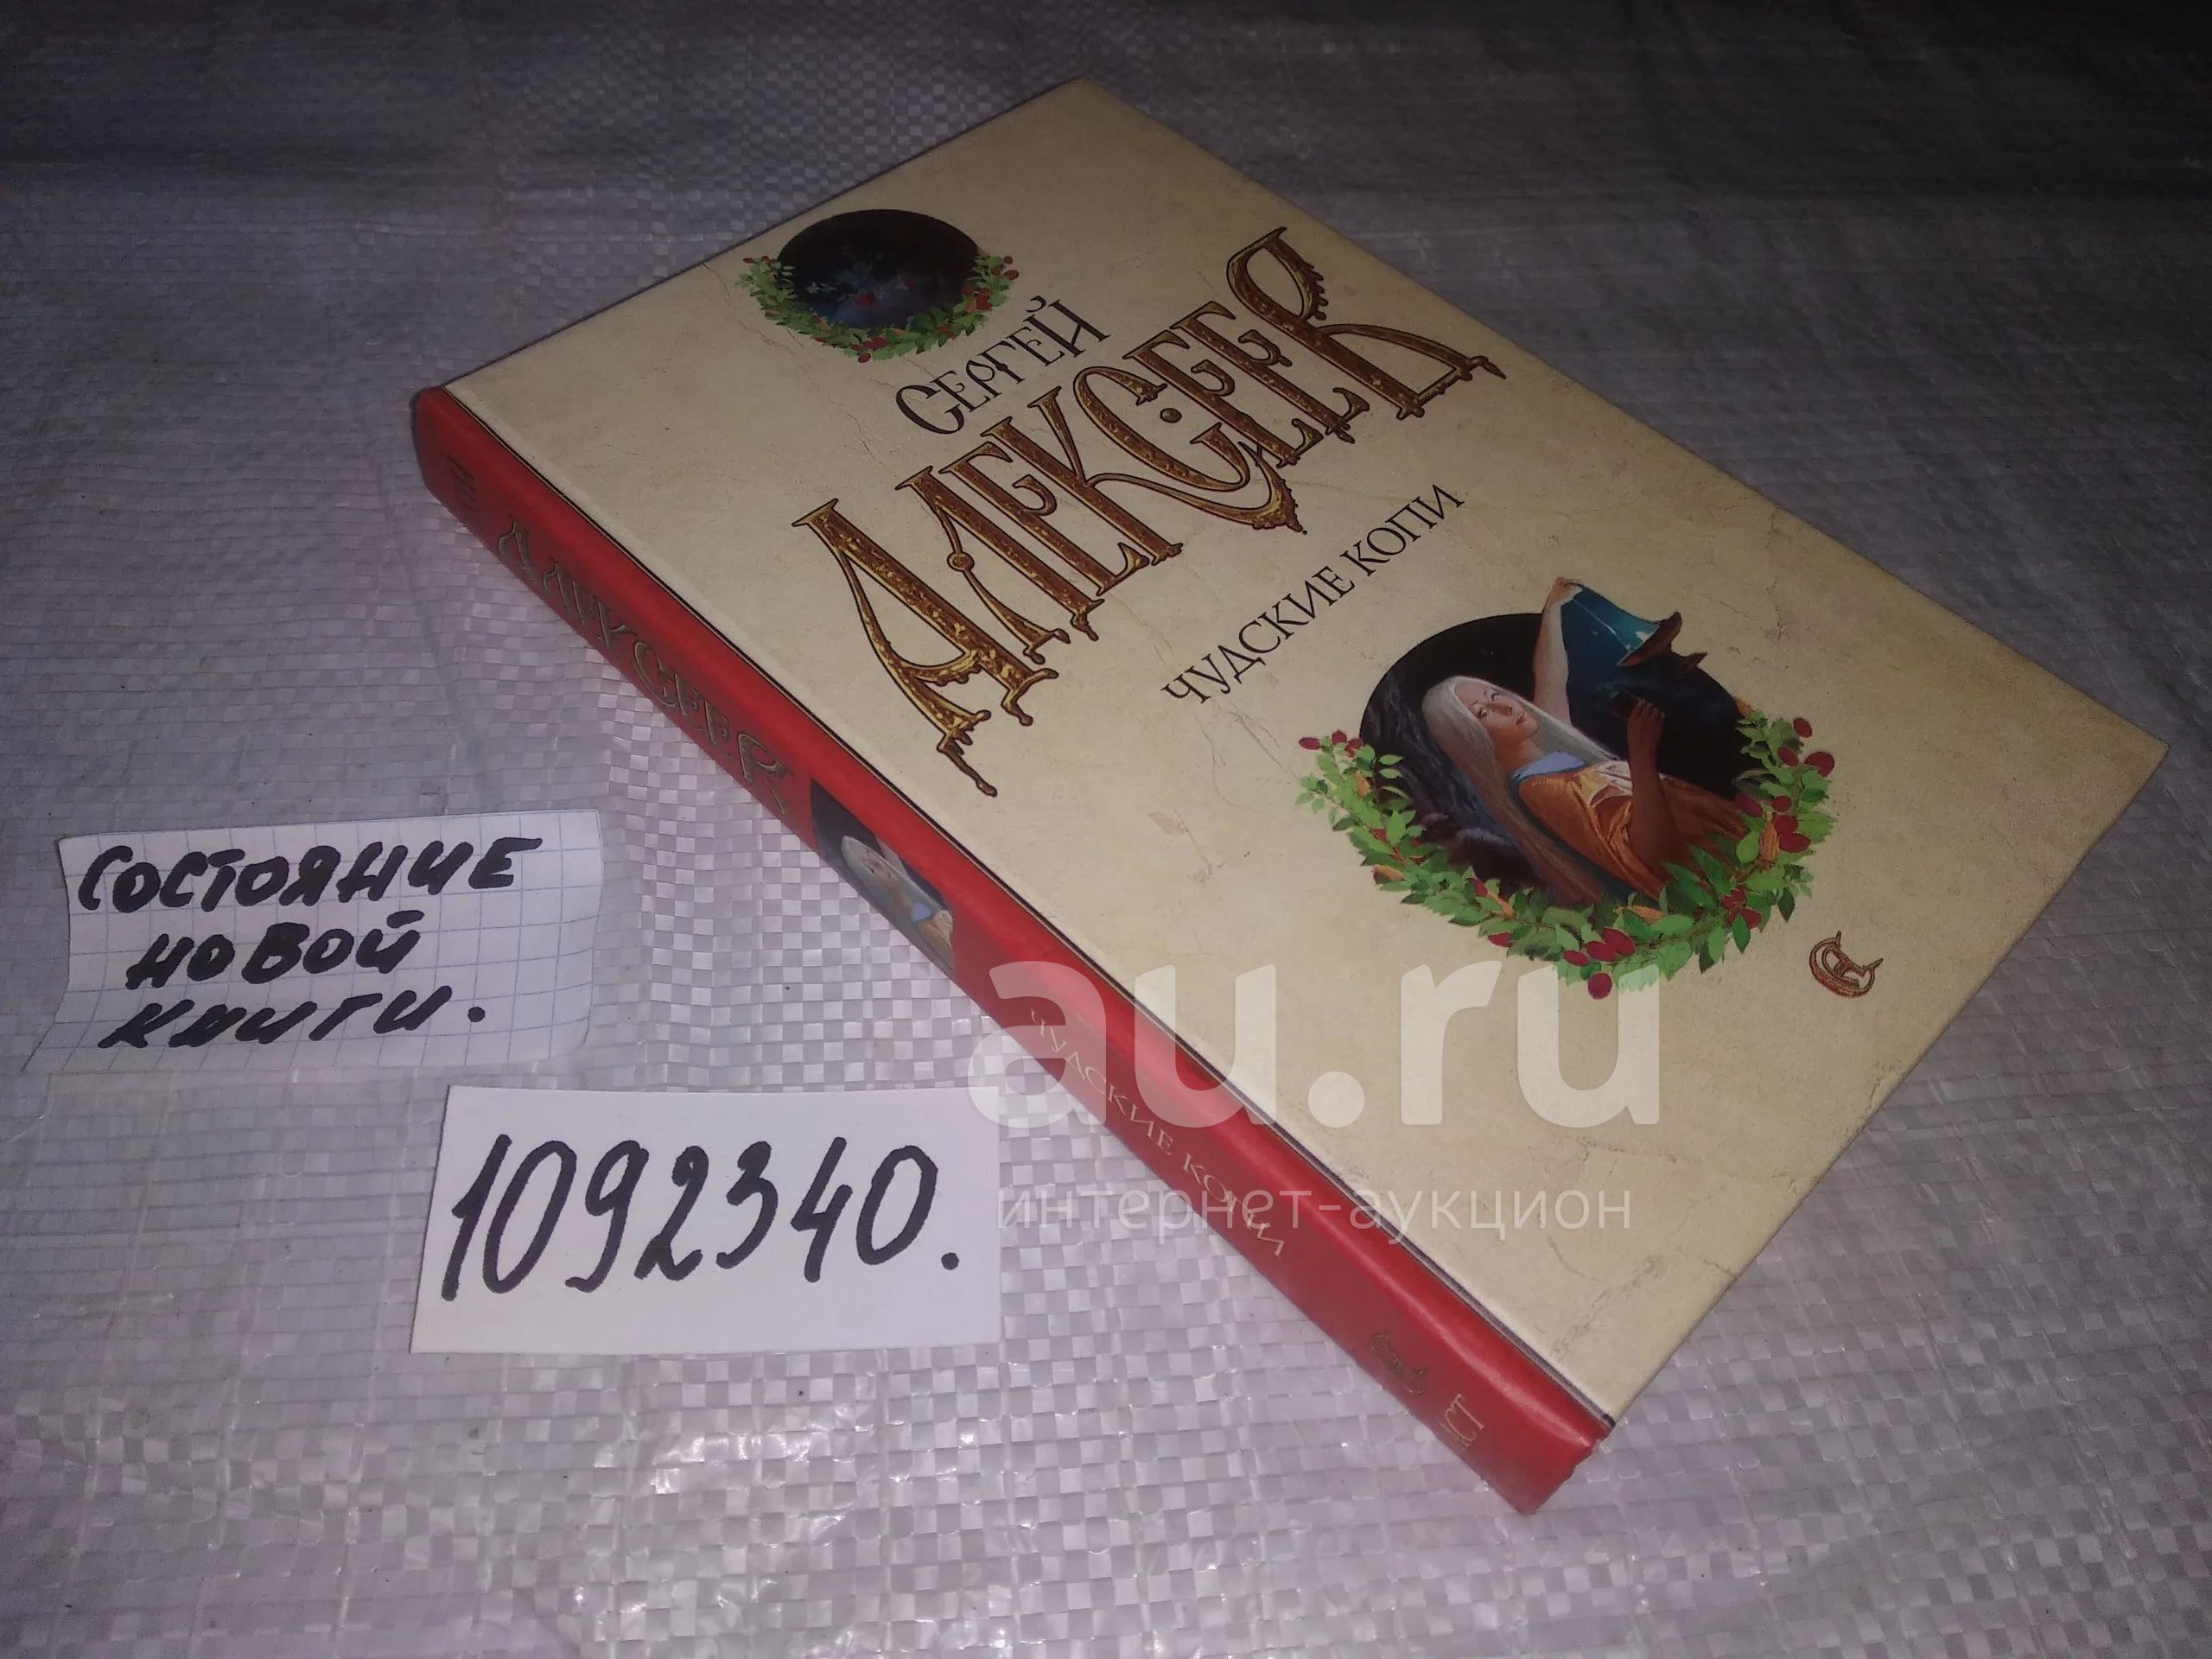 СЕРГЕЙ
АЛЕКСЕЕВ
ЧУДСКИЕ КОПИ
АЛЕКСЕЕВ
ЧУДСКИЕ КОПИ
АСТ
СОСТОЯНИЕ
НОВОЙ
КНИГИ.
1092340.
au.ru
интернет-аукцион